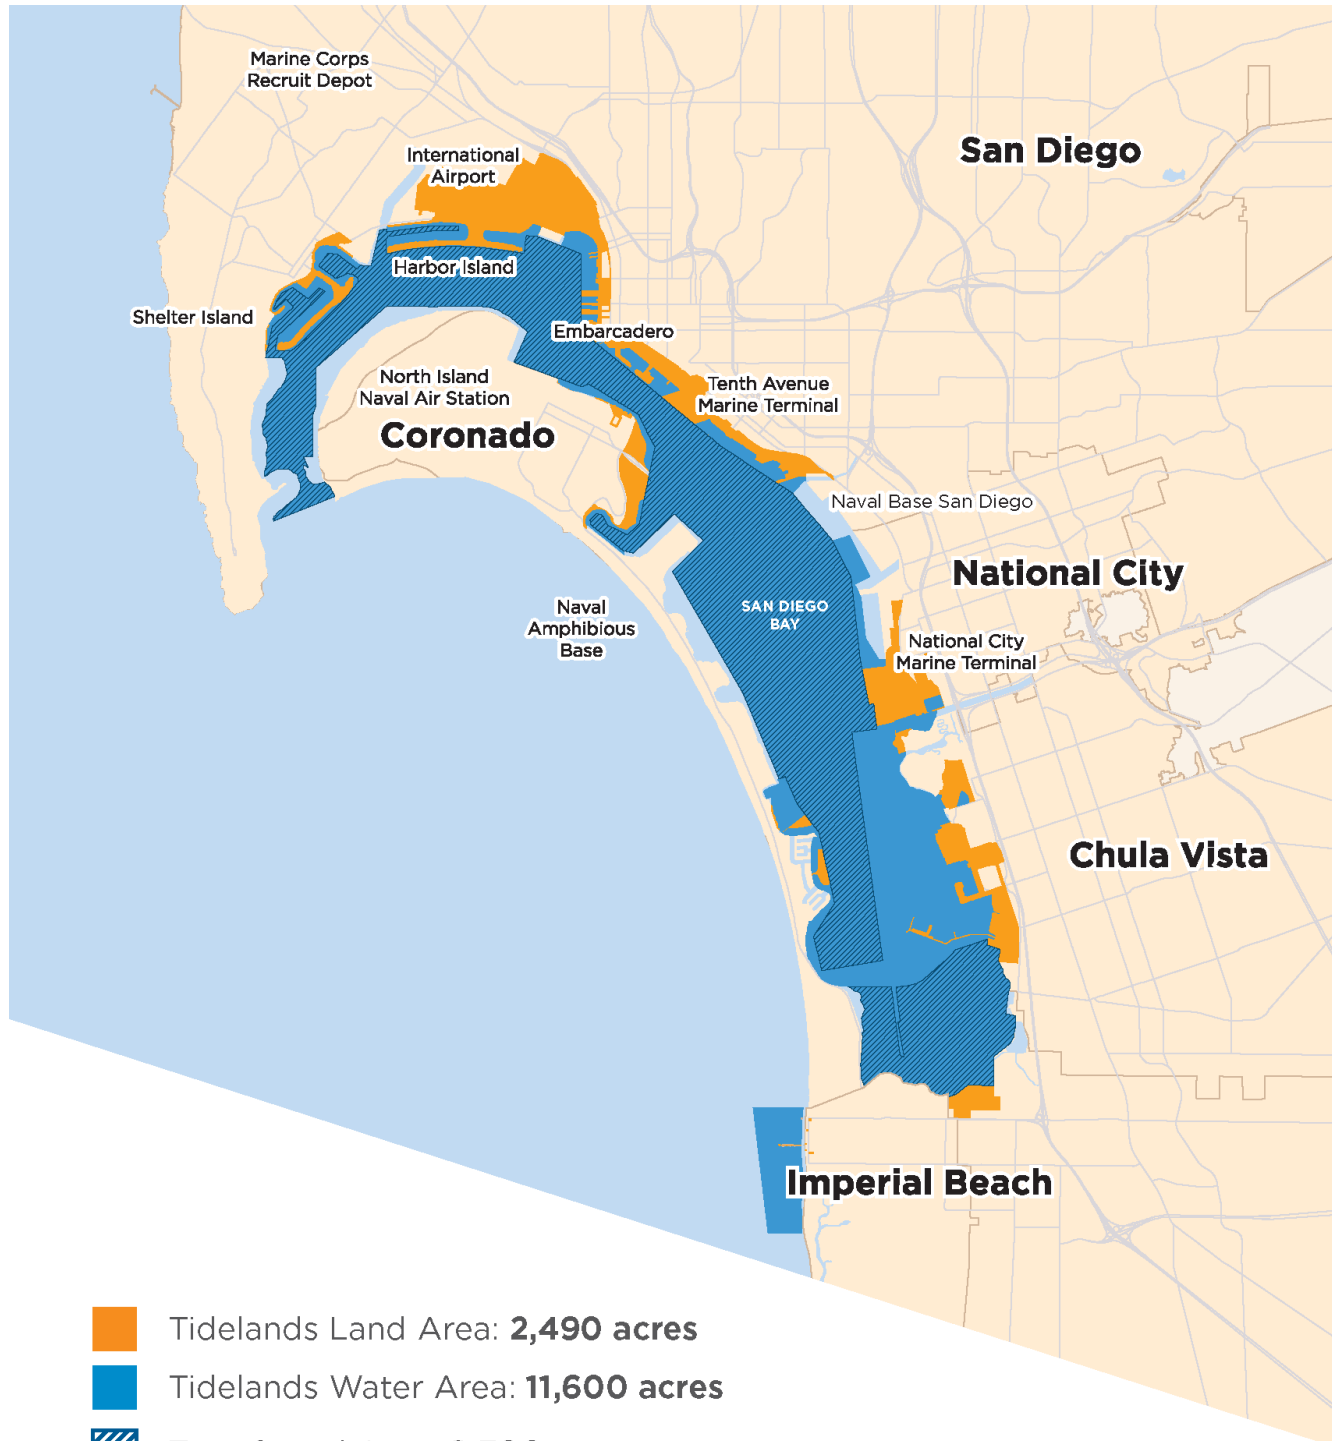 Marine Corps
Recruit Depot
San Diego
International
Airport
Harbor Island
Shelter Island
Embarcadero
North Island
Naval Air Station
Tenth Avenue
Marine Terminal
Coronado
Naval Base San Diego
National City
SAN DIEGO
BAY
Naval
Amphibious
Base
National City
Marine Terminal
Chula Vista
Imperial Beach
Tidelands Land Area: 2,490 acres
Tidelands Water Area: 11,600 acres